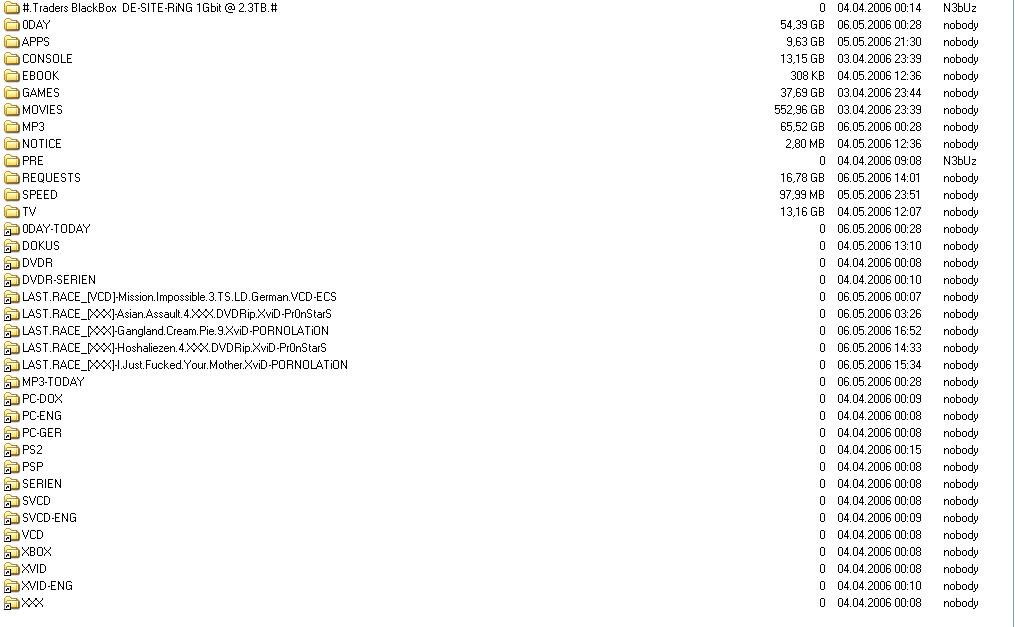 #.Traders BlackBox DE-SITE-RiNG 1Gbit @ 2.3TB.# 0 04.04.2006 00:14 N3bUz
0DAY 54,39 GB 06.05.2006 00:28 nobody
APPS 9,63 GB 05.05.2006 21:30 nobody
CONSOLE 13,15 GB 03.04.2006 23:39 nobody
EBOOK 308 KB 04.05.2006 12:36 nobody
GAMES 37,69 GB 03.04.2006 23:44 nobody
MOVIES 552,96 GB 03.04.2006 23:39 nobody
MP3 65,52 GB 06.05.2006 00:28 nobody
NOTICE 2,80 MB 04.05.2006 12:36 nobody
PRE 0 04.04.2006 09:08 N3bUz
REQUESTS 16,78 GB 06.05.2006 14:01 nobody
SPEED 97,99 MB 05.05.2006 23:51 nobody
TV 13,16 GB 04.05.2006 12:07 nobody
0DAY-TODAY 0 06.05.2006 00:28 nobody
DOKUS 0 04.05.2006 13:10 nobody
DVDR 0 04.04.2006 00:08 nobody
DVDR-SERIEN 0 04.04.2006 00:10 nobody
LAST.RACE_[VCD]-Mission.Impossible.3.TS.LD.German.VCD-ECS 0 06.05.2006 00:07 nobody
LAST.RACE_[XXX]-Asian.Assault.4.XXX.DVDRip.XviD-Pr0nStarS 0 06.05.2006 03:26 nobody
LAST.RACE_[XXX]-Gangland.Cream.Pie.9.XviD-PORNOLATiON 0 06.05.2006 16:52 nobody
LAST.RACE_[XXX]-Hoshaliezen.4.XXX.DVDRip.XviD-Pr0nStarS 0 06.05.2006 14:33 nobody
LAST.RACE_[XXX]-I.Just.Fucked.Your.Mother.XviD-PORNOLATiON 0 06.05.2006 15:34 nobody
MP3-TODAY 0 06.05.2006 00:28 nobody
PC-DOX 0 04.04.2006 00:09 nobody
PC-ENG 0 04.04.2006 00:08 nobody
PC-GER 0 04.04.2006 00:08 nobody
PS2 0 04.04.2006 00:15 nobody
PSP 0 04.04.2006 00:08 nobody
SERIEN 0 04.04.2006 00:08 nobody
SVCD 0 04.04.2006 00:08 nobody
SVCD-ENG 0 04.04.2006 00:09 nobody
VCD 0 04.04.2006 00:08 nobody
XBOX 0 04.04.2006 00:08 nobody
XVID 0 04.04.2006 00:08 nobody
XVID-ENG 0 04.04.2006 00:10 nobody
XXX 0 04.04.2006 00:08 nobody